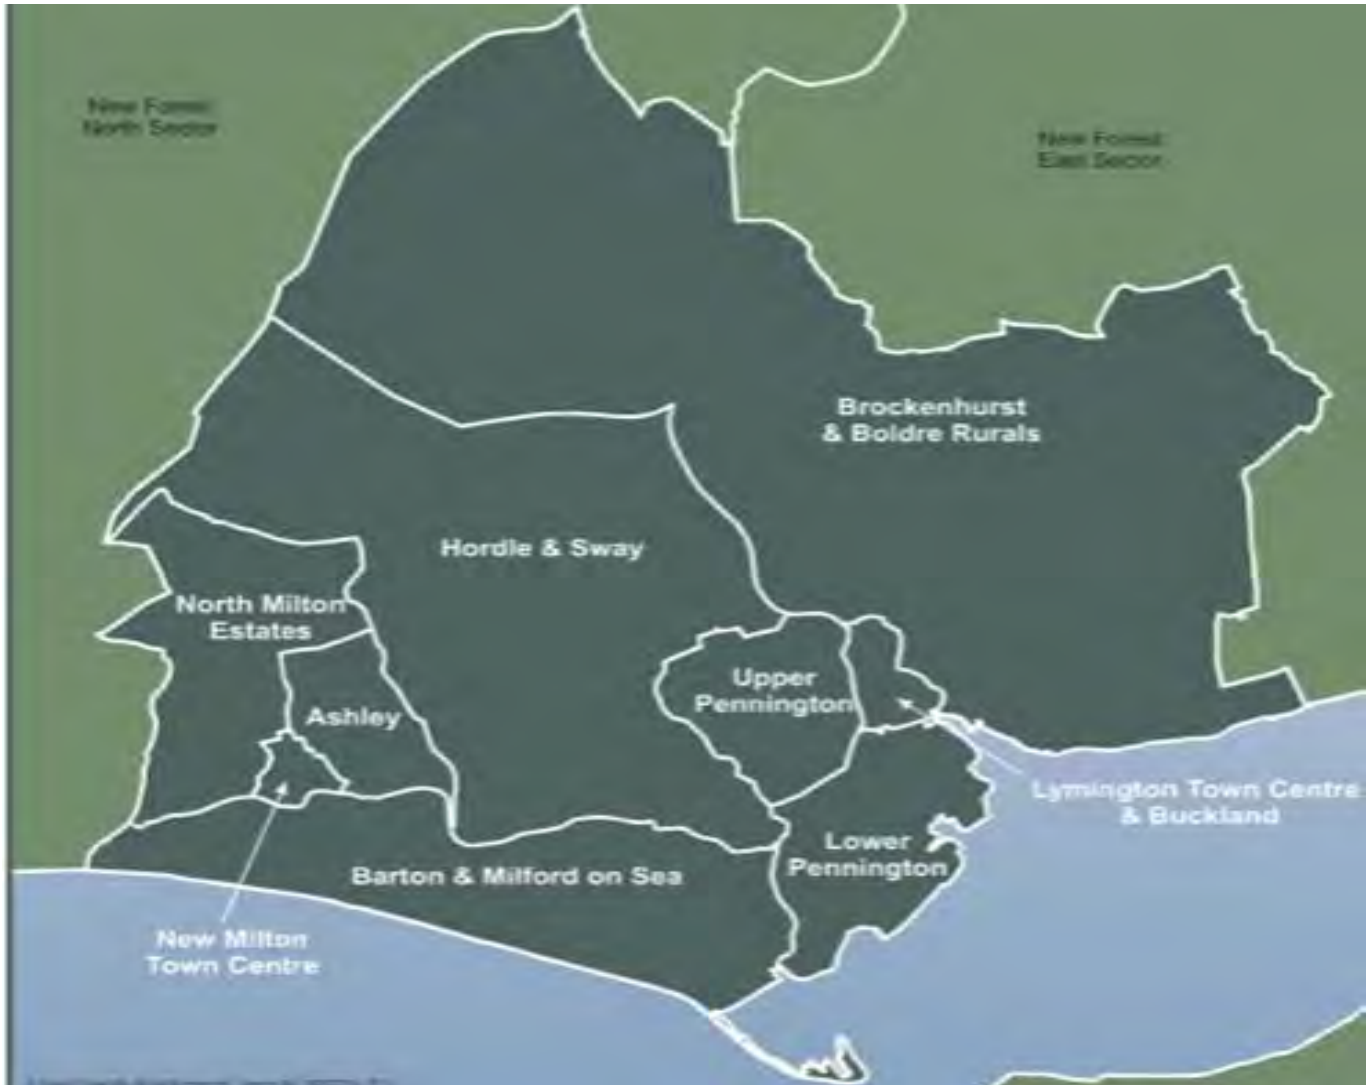 New Forest
North Sector
New Forest
East Sector
Brockenhurst
& Boldre Rurals
Hordle & Sway
North Milton
Estates
Upper
Pennington
Ashley
Lymington Town Centre
& Buckland
Lower
Pennington
Barton & Milford on Sea
New Milton
Town Centre